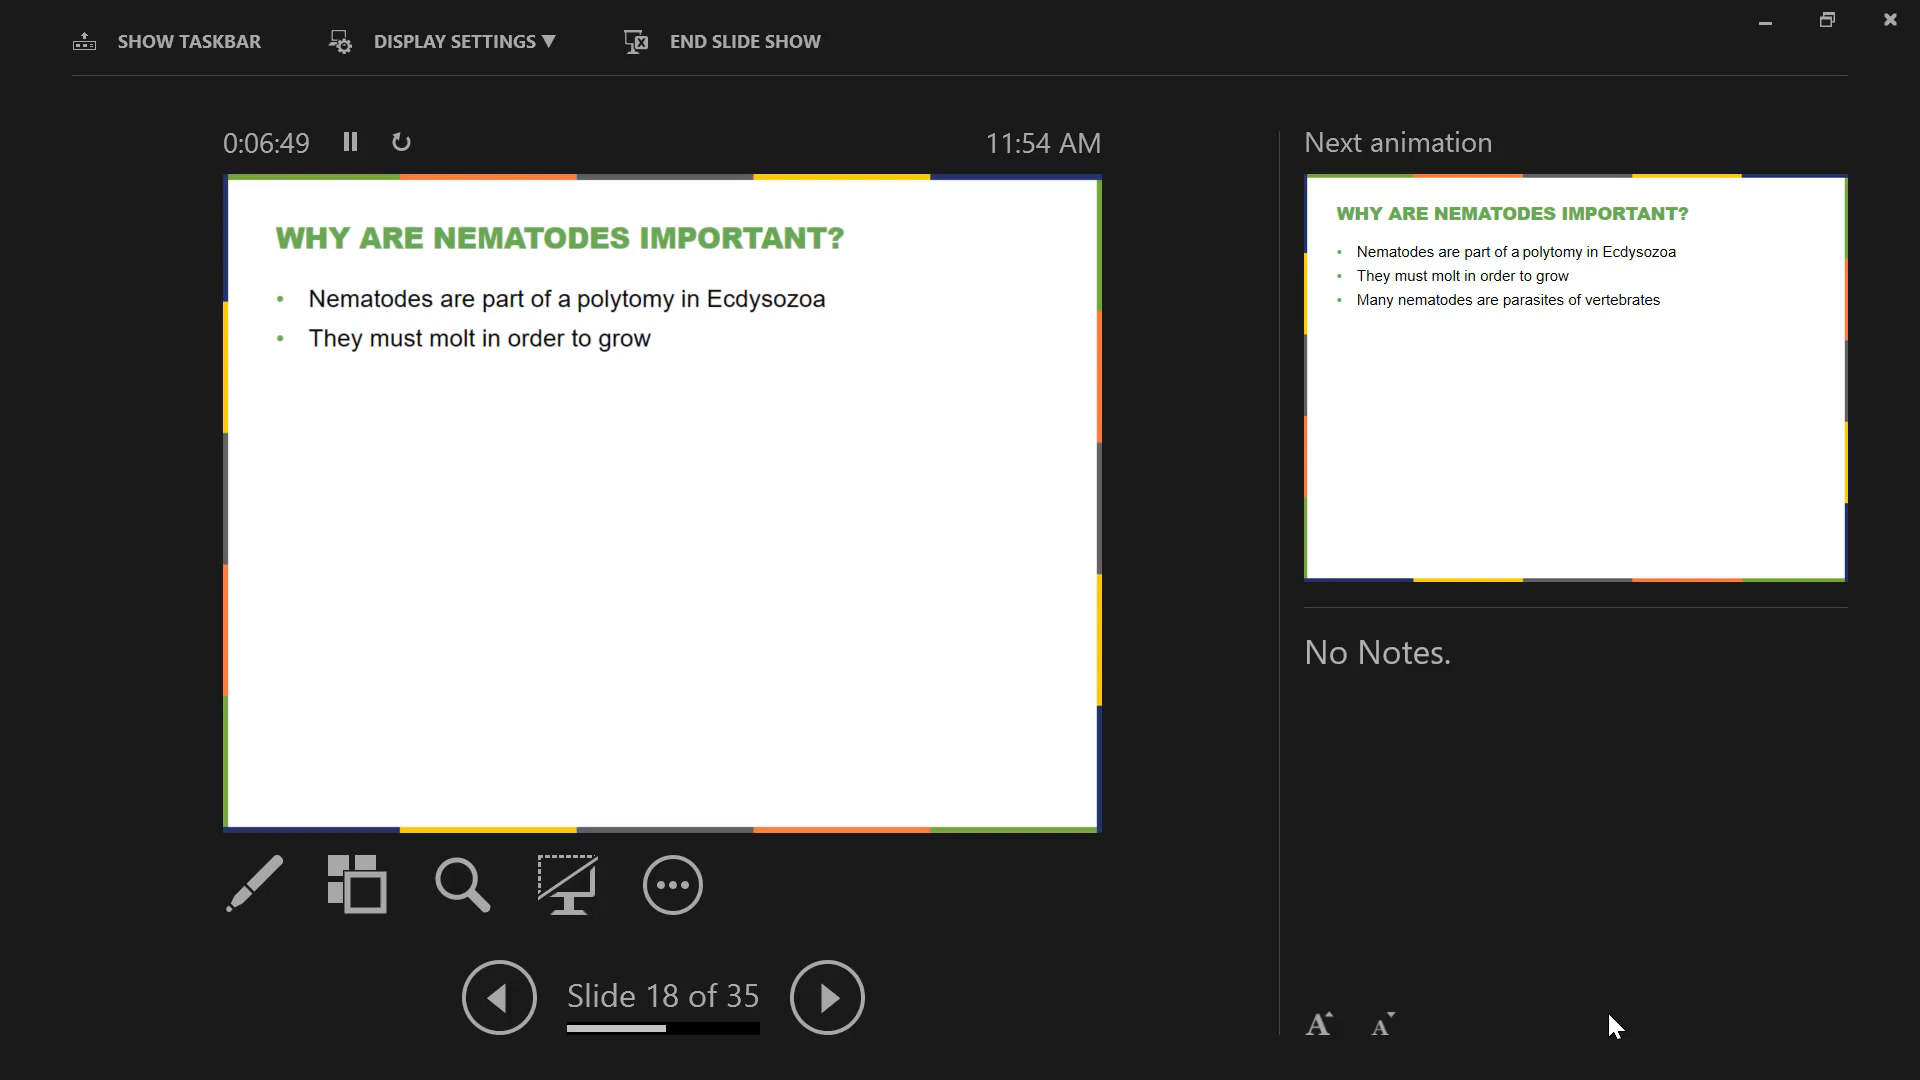 SHOW TASKBAR
DISPLAY SETTINGS ▼
END SLIDE SHOW
0:06:49
11:54 AM
WHY ARE NEMATODES IMPORTANT?
• Nematodes are part of a polytomy in Ecdysozoa
• They must molt in order to grow
Slide 18 of 35
Next animation
WHY ARE NEMATODES IMPORTANT?
• Nematodes are part of a polytomy in Ecdysozoa
• They must molt in order to grow
• Many nematodes are parasites of vertebrates
No Notes.
A A